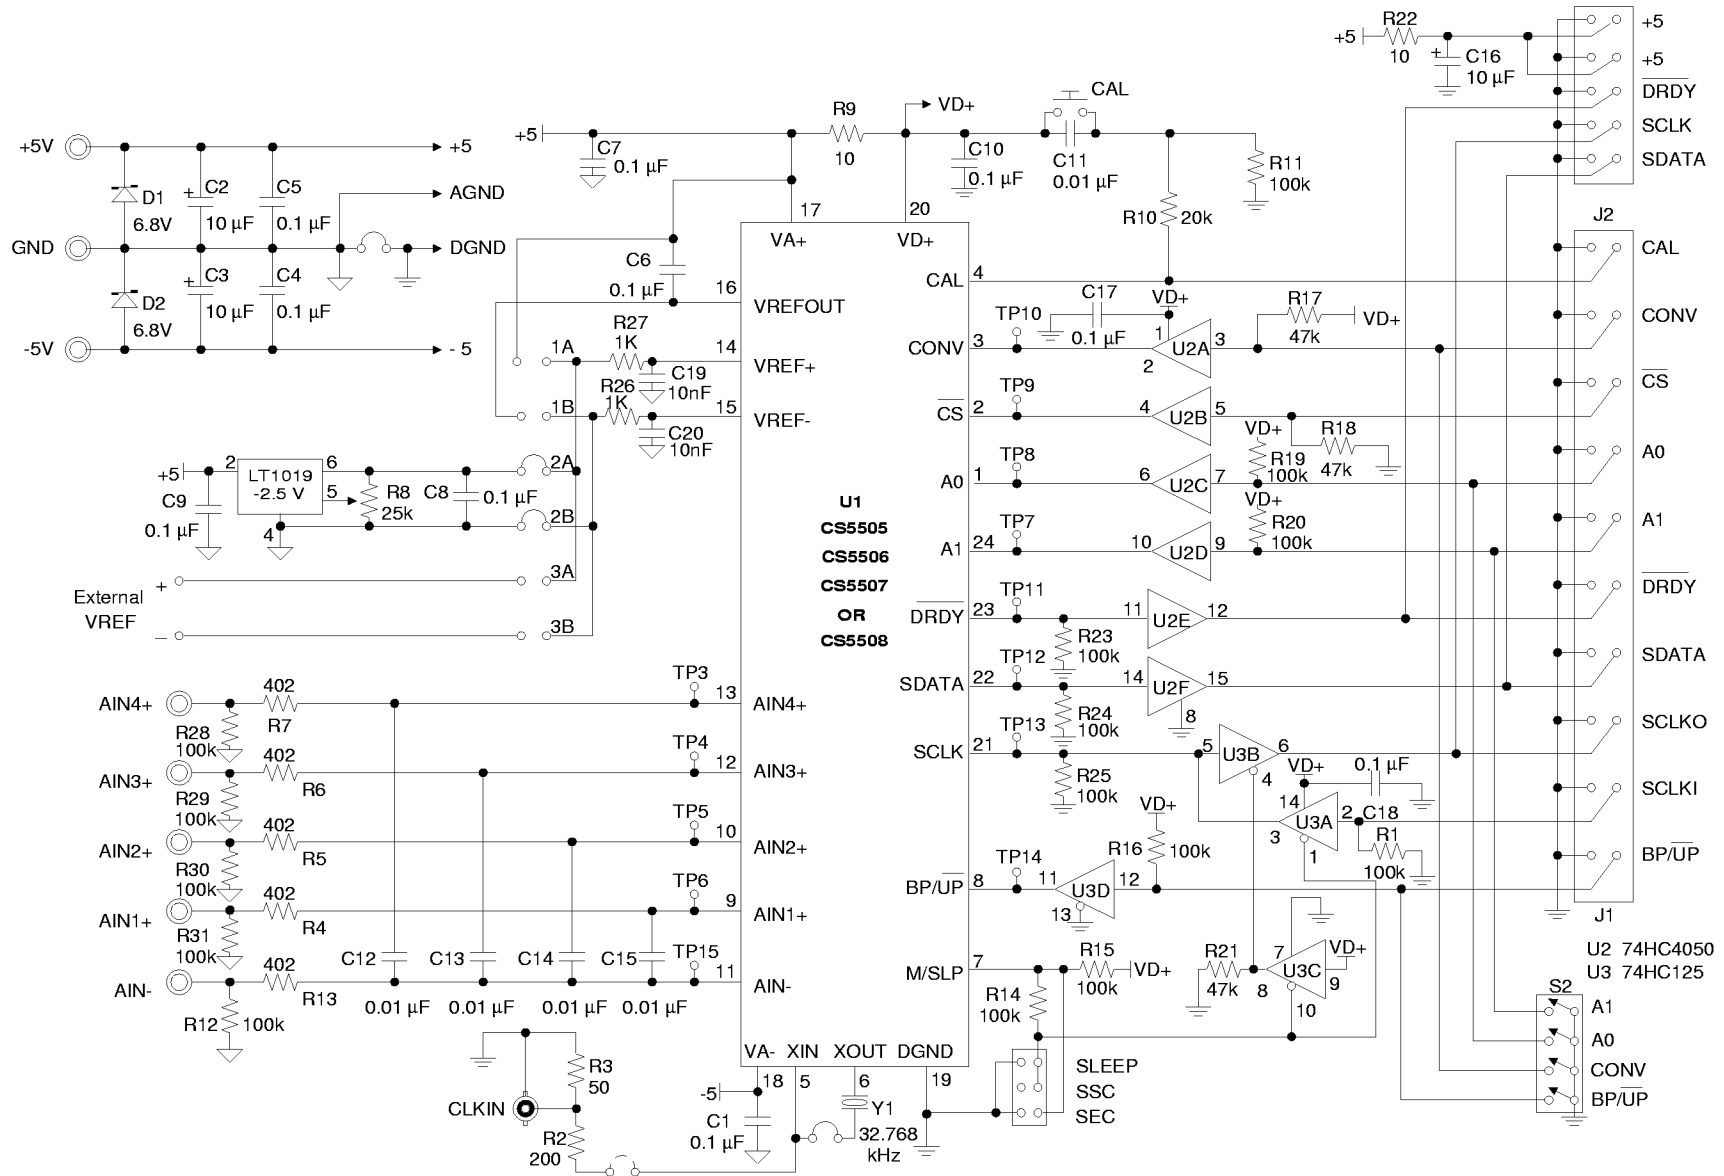 +5V
GND
-5V
D1
6.8V
D2
6.8V
+ C2
10 µF
+ C3
10 µF
C5
0.1 µF
C4
0.1 µF
+5
AGND
DGND
- 5
+5
C7
0.1 µF
R9
10
VD+
C10
0.1 µF
CAL
C11
0.01 µF
R11
100k
R10
20k
+5
R22
10
+ C16
10 µF
+5
+5
DRDY
SCLK
SDATA
J2
17
VA+
20
VD+
C6
0.1 µF
16
VREFOUT
R27
1K
14
VREF+
C19
10nF
R26
1K
15
VREF-
C20
10nF
1A
1B
2A
2B
3A
3B
+5
2
LT1019
-2.5 V
6
5
4
C9
0.1 µF
R8
25k
C8
0.1 µF
+
External
VREF
—
U1
CS5505
CS5506
CS5507
OR
CS5508
CAL
4
CONV
3
TP10
C17
0.1 µF
VD+
1
2
U2A
3
R17
47k
VD+
CS
2
TP9
4
U2B
5
R18
47k
A0
1
TP8
6
U2C
7
VD+
R19
100k
A1
24
TP7
10
U2D
9
VD+
R20
100k
DRDY
23
TP11
R23
100k
11
U2E
12
SDATA
22
TP12
R24
100k
14
U2F
15
8
SCLK
21
TP13
R25
100k
5
U3B
6
4
VD+
0.1 µF
C18
14
U3A
2
3
1
R1
100k
BP/UP
8
TP14
11
U3D
12
13
VD+
R16
100k
M/SLP
7
R15
100k
VD+
R14
100k
R21
47k
7
U3C
VD+
8
9
10
SLEEP
SSC
SEC
AIN4+
R28
100k
402
R7
TP3
13
AIN4+
AIN3+
R29
100k
402
R6
TP4
12
AIN3+
AIN2+
R30
100k
402
R5
TP5
10
AIN2+
AIN1+
R31
100k
402
R4
TP6
9
AIN1+
AIN-
R12
100k
402
R13
C12
0.01 µF
C13
0.01 µF
C14
0.01 µF
C15
0.01 µF
TP15
11
AIN-
VA-
XIN
XOUT
DGND
18
5
6
19
-5
C1
0.1 µF
Y1
32.768
kHz
CLKIN
R3
50
R2
200
CAL
CONV
CS
A0
A1
DRDY
SDATA
SCLKO
SCLKI
BP/UP
J1
U2 74HC4050
U3 74HC125
S2
A1
A0
CONV
BP/UP